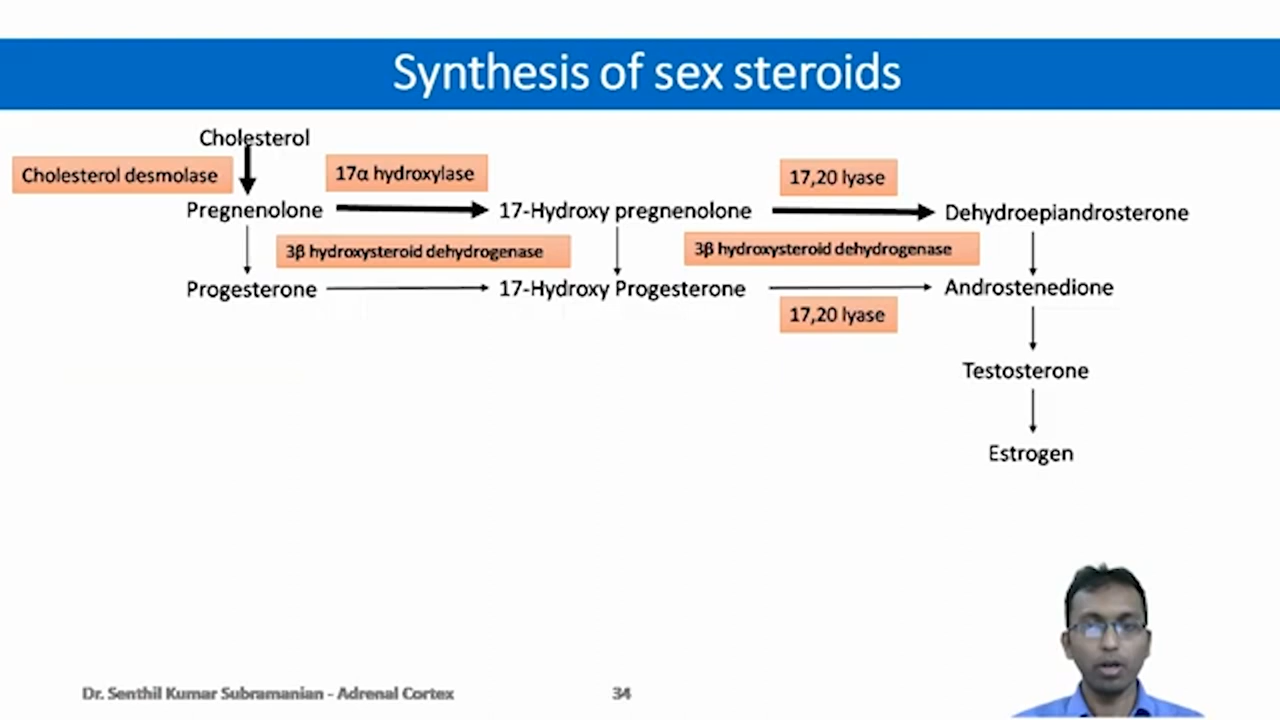 Synthesis of sex steroids
Cholesterol
Cholesterol desmolase
17α hydroxylase
17,20 lyase
Pregnenolone
17-Hydroxy pregnenolone
Dehydroepiandrosterone
3β hydroxysteroid dehydrogenase
3β hydroxysteroid dehydrogenase
Progesterone
17-Hydroxy Progesterone
Androstenedione
17,20 lyase
Testosterone
Estrogen
Dr. Senthil Kumar Subramanian - Adrenal Cortex
34